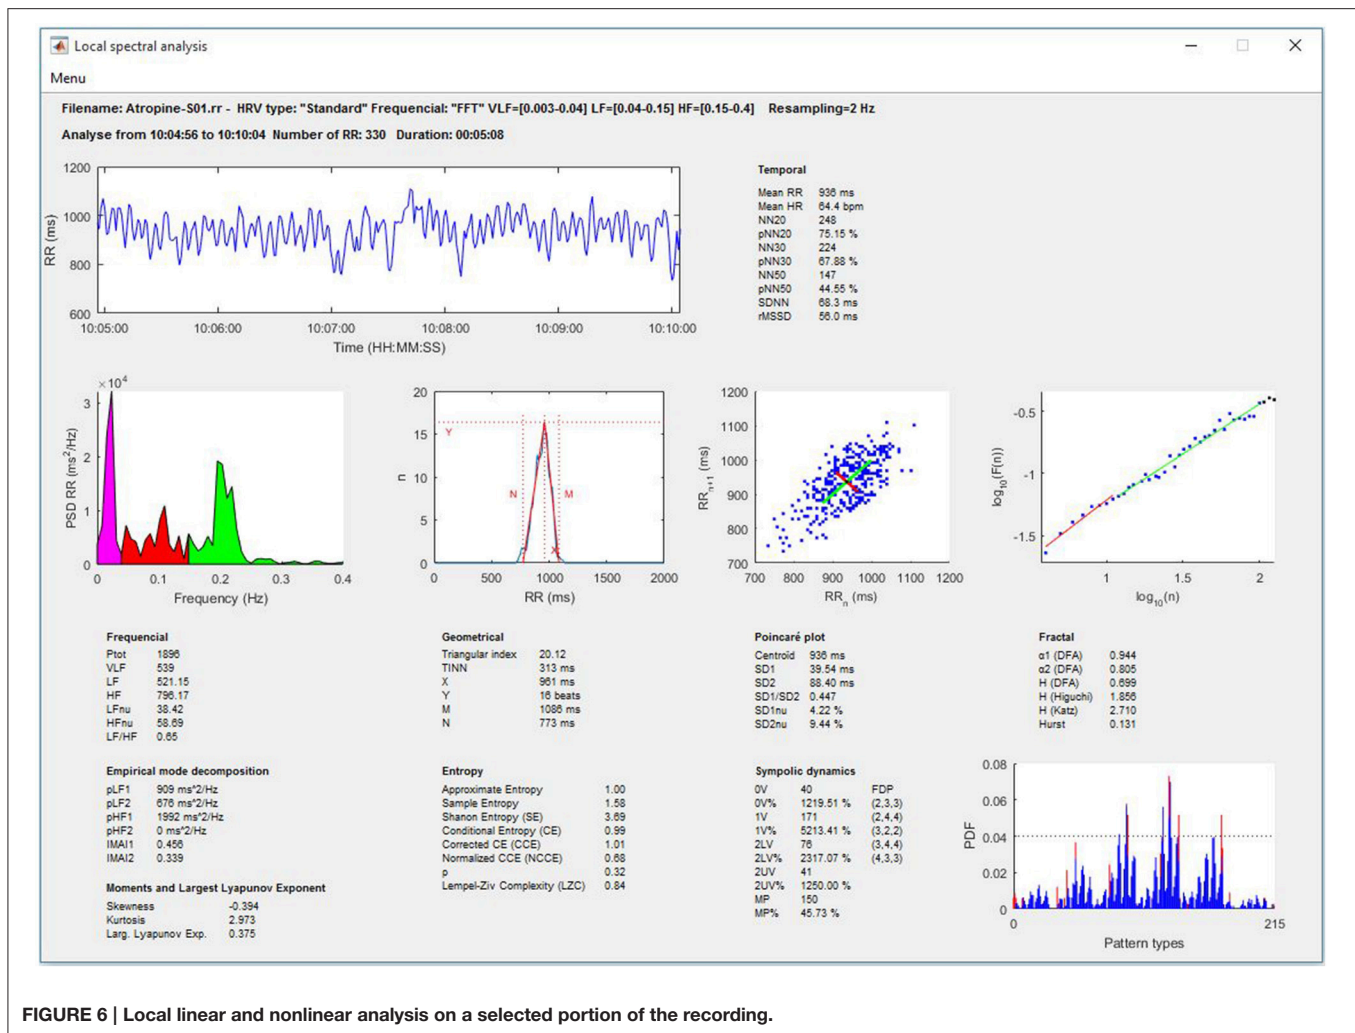 Local spectral analysis
Menu
Filename: Atropine-S01.rr - HRV type: "Standard" Frequencial: "FFT" VLF=[0.003-0.04] LF=[0.04-0.15] HF=[0.15-0.4] Resampling=2 Hz
Analyse from 10:04:56 to 10:10:04 Number of RR: 330 Duration: 00:05:08
1200
1000
800
600
RR (ms)
10:05:00 10:06:00 10:07:00 10:08:00 10:09:00 10:10:00
Time (HH:MM:SS)
Temporal
Mean RR 936 ms
Mean HR 64.4 bpm
NN20 248
pNN20 75.15 %
NN30 224
pNN30 67.88 %
NN50 147
pNN50 44.55 %
SDNN 68.3 ms
rMSSD 56.0 ms
×10⁴
3
2
1
0
PSD RR (ms²/Hz)
0 0.1 0.2 0.3 0.4
Frequency (Hz)
20
15
10
5
0
n
Y
N
M
X
0 500 1000 1500 2000
RR (ms)
1200
1100
1000
900
800
700
RRn+1 (ms)
700 800 900 1000 1100 1200
RRn (ms)
-0.5
-1
-1.5
log10(F(n))
1 1.5 2
log10(n)
Frequencial
Ptot 1896
VLF 539
LF 521.15
HF 796.17
LFnu 38.42
HFnu 58.69
LF/HF 0.65
Geometrical
Triangular index 20.12
TINN 313 ms
X 961 ms
Y 16 beats
M 1086 ms
N 773 ms
Poincaré plot
Centroid 936 ms
SD1 39.54 ms
SD2 88.40 ms
SD1/SD2 0.447
SD1nu 4.22 %
SD2nu 9.44 %
Fractal
α1 (DFA) 0.944
α2 (DFA) 0.805
H (DFA) 0.699
H (Higuchi) 1.856
H (Katz) 2.710
Hurst 0.131
Empirical mode decomposition
pLF1 909 ms^2/Hz
pLF2 676 ms^2/Hz
pHF1 1992 ms^2/Hz
pHF2 0 ms^2/Hz
IMAI1 0.456
IMAI2 0.339
Moments and Largest Lyapunov Exponent
Skewness -0.394
Kurtosis 2.973
Larg. Lyapunov Exp. 0.375
Entropy
Approximate Entropy 1.00
Sample Entropy 1.58
Shanon Entropy (SE) 3.69
Conditional Entropy (CE) 0.99
Corrected CE (CCE) 1.01
Normalized CCE (NCCE) 0.68
ρ 0.32
Lempel-Ziv Complexity (LZC) 0.84
Sympolic dynamics
0V 40 FDP
0V% 1219.51 % (2,3,3)
1V 171 (2,4,4)
1V% 5213.41 % (3,2,2)
2LV 76 (3,4,4)
2LV% 2317.07 % (4,3,3)
2UV 41
2UV% 1250.00 %
MP 150
MP% 45.73 %
0.08
0.06
0.04
0.02
0
PDF
0 215
Pattern types
FIGURE 6 | Local linear and nonlinear analysis on a selected portion of the recording.